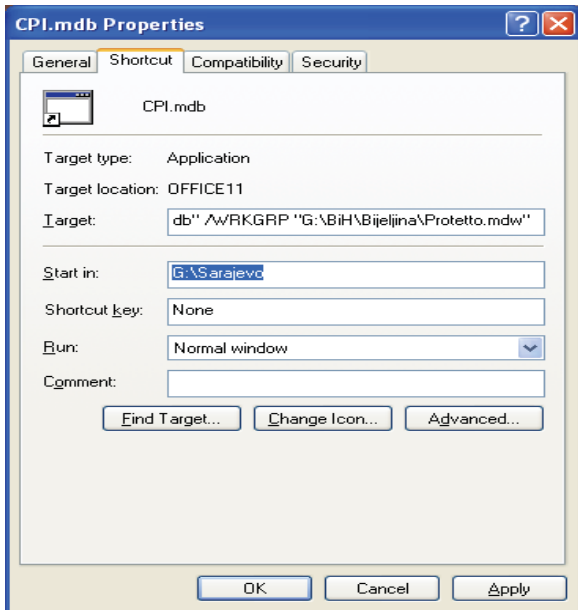 CPI.mdb Properties
General Shortcut Compatibility Security
CPI.mdb
Target type: Application
Target location: OFFICE11
Target: db" /WRKGRP "G:\BiH\Bijeljina\Protetto.mdw"
Start in: G:\Sarajevo
Shortcut key: None
Run: Normal window
Comment:
Find Target... Change Icon... Advanced...
OK Cancel Apply